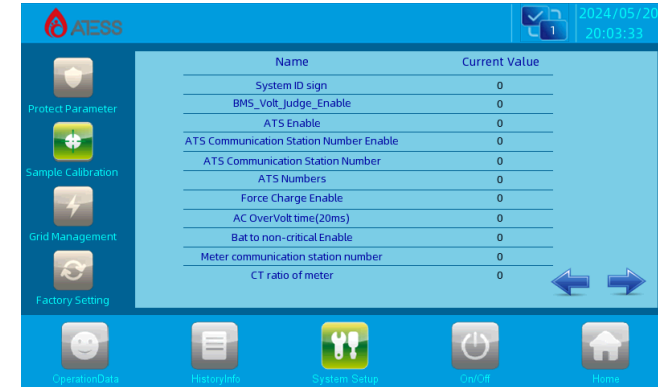 ATESS
1
2024/05/20
20:03:33
Name Current Value
System ID sign 0
BMS_Volt_Judge_Enable 0
ATS Enable 0
ATS Communication Station Number Enable 0
ATS Communication Station Number 0
ATS Numbers 0
Force Charge Enable 0
AC OverVolt time(20ms) 0
Bat to non-critical Enable 0
Meter communication station number 0
CT ratio of meter 0
Protect Parameter
Sample Calibration
Grid Management
Factory Setting
OperationData
HistoryInfo
System Setup
On/Off
Home